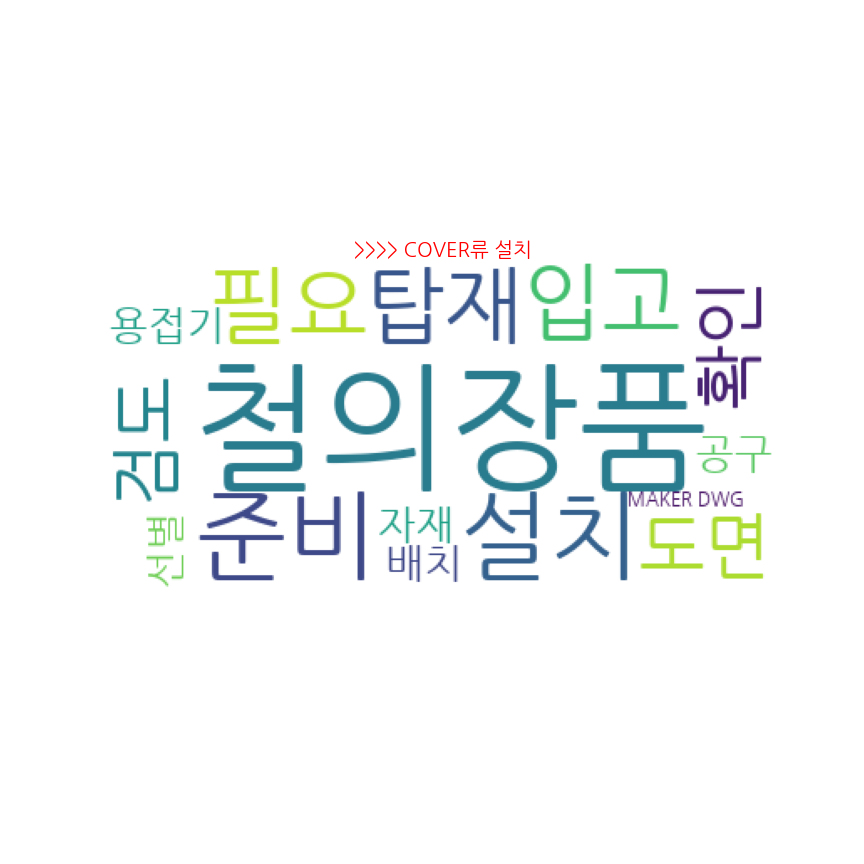 >>>> COVER류 설치
필요
탑재
입고
확인
용접기
철의장품
검도
공구
MAKER DWG
준비
자재
설치
도면
선별
배치